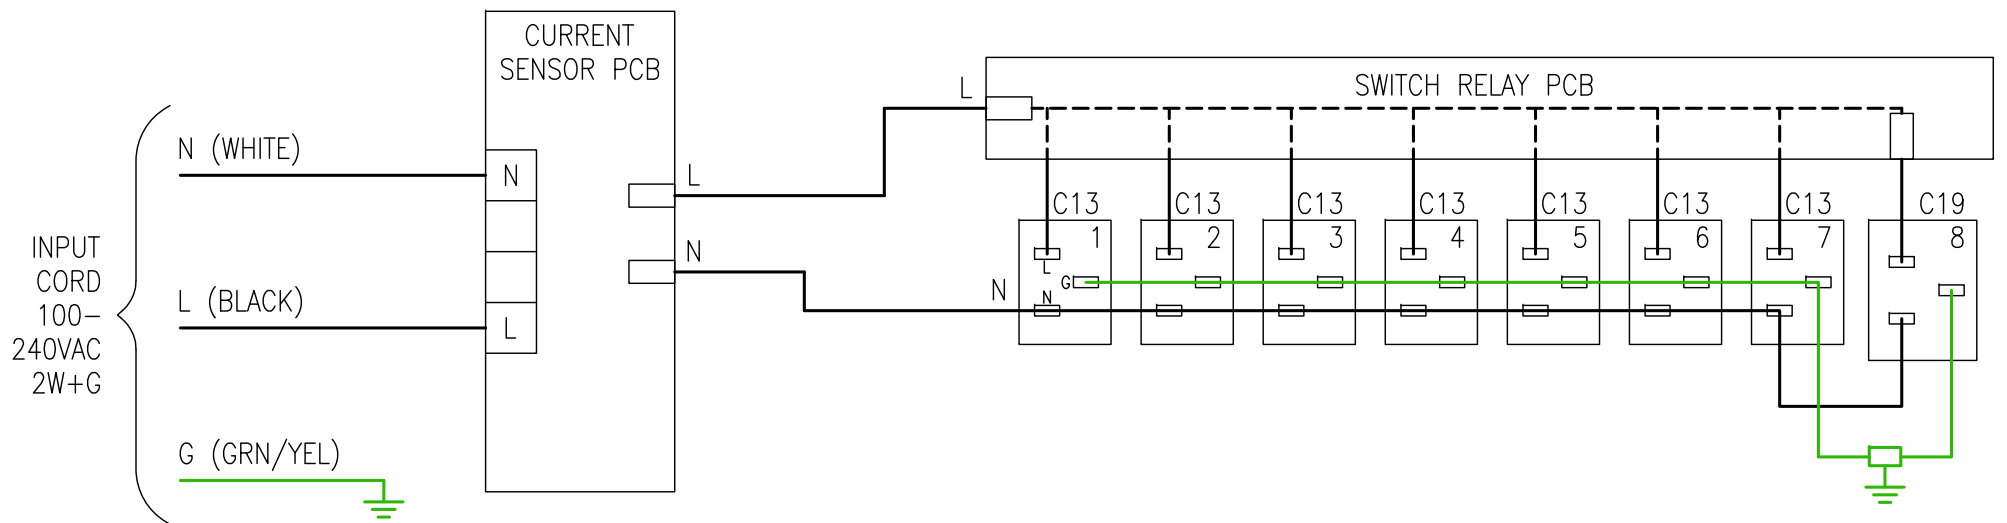 CURRENT
SENSOR PCB
SWITCH RELAY PCB
L
N (WHITE)
N
L
C13
1
C13
2
C13
3
C13
4
C13
5
C13
6
C13
7
C19
8
INPUT
CORD
100-
240VAC
2W+G
N
L
G
N
N
L (BLACK)
L
G (GRN/YEL)